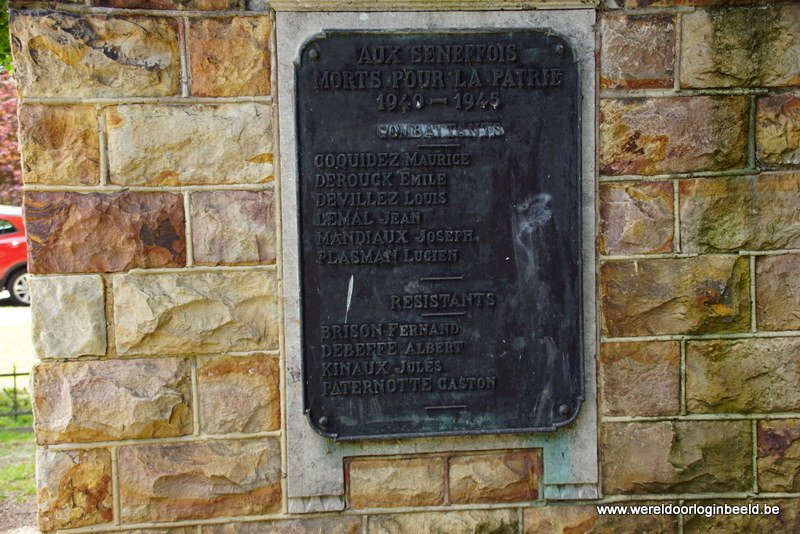 AUX SENEFFOIS
MORTS POUR LA PATRIE
1940 – 1945
COMBATTANTS
COQUIDEZ MAURICE
DEROUCK EMILE
DEVILLEZ LOUIS
LEMAL JEAN
MANDIAUX JOSEPH
PLASMAN LUCIEN
RESISTANTS
BRISON FERNAND
DEBEFFE ALBERT
KINAUX JULES
PATERNOTTE GASTON
www.wereldoorloginbeeld.be